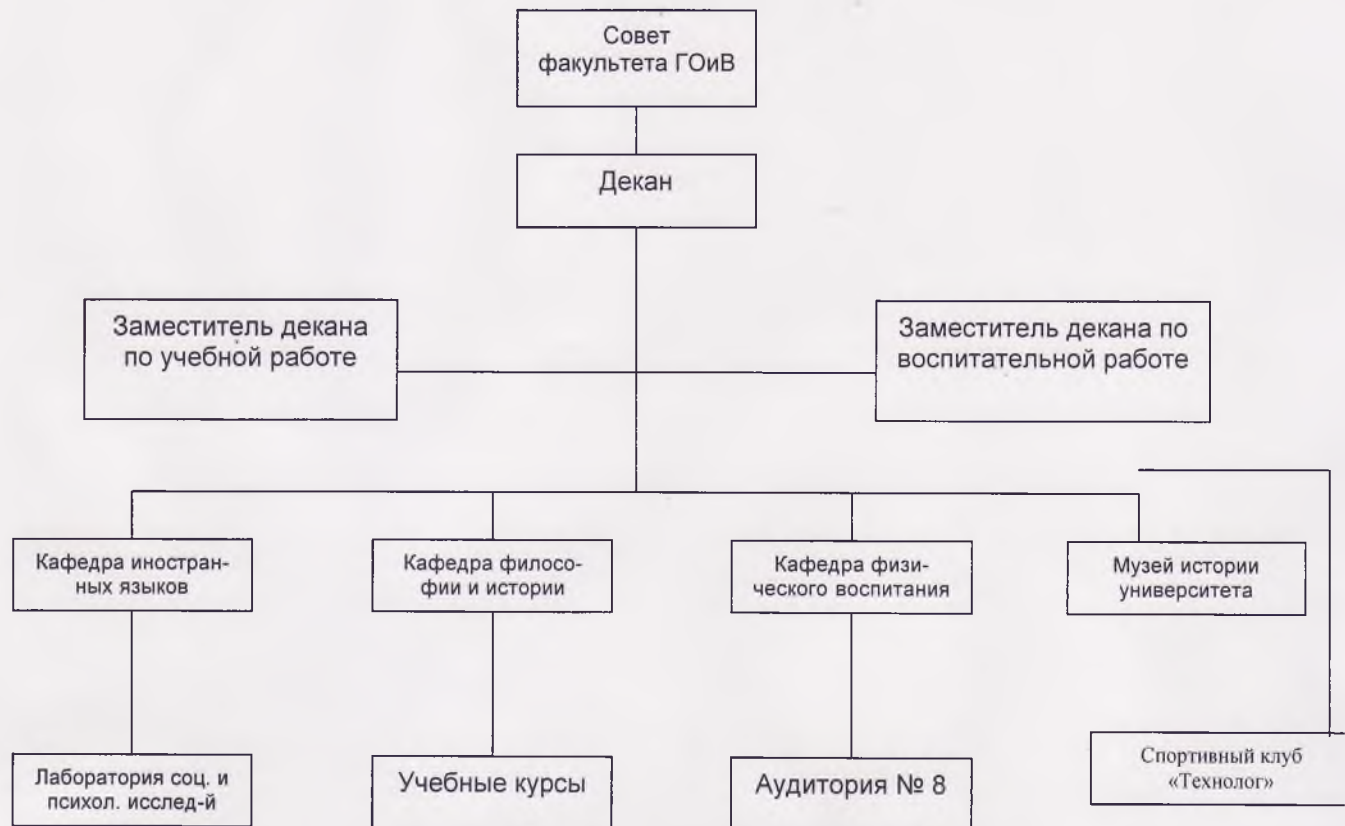 Совет
факультета ГОиВ
Декан
Заместитель декана
по учебной работе
Заместитель декана по
воспитательной работе
Кафедра иностран-
ных языков
Кафедра филосо-
фии и истории
Кафедра физи-
ческого воспитания
Музей истории
университета
Лаборатория соц. и
психол. исслед-й
Учебные курсы
Аудитория № 8
Спортивный клуб
«Технолог»